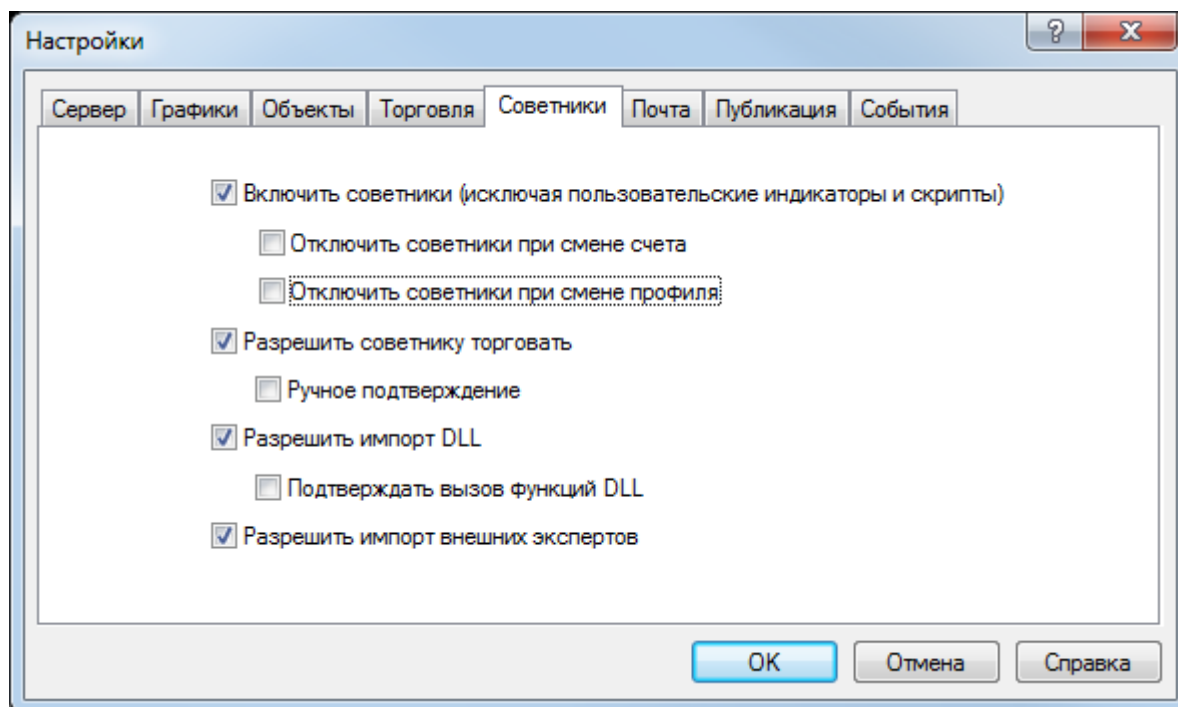 Настройки
Сервер Графики Объекты Торговля Советники Почта Публикация События
Включить советники (исключая пользовательские индикаторы и скрипты)
Отключить советники при смене счета
Отключить советники при смене профиля
Разрешить советнику торговать
Ручное подтверждение
Разрешить импорт DLL
Подтверждать вызов функций DLL
Разрешить импорт внешних экспертов
OK Отмена Справка